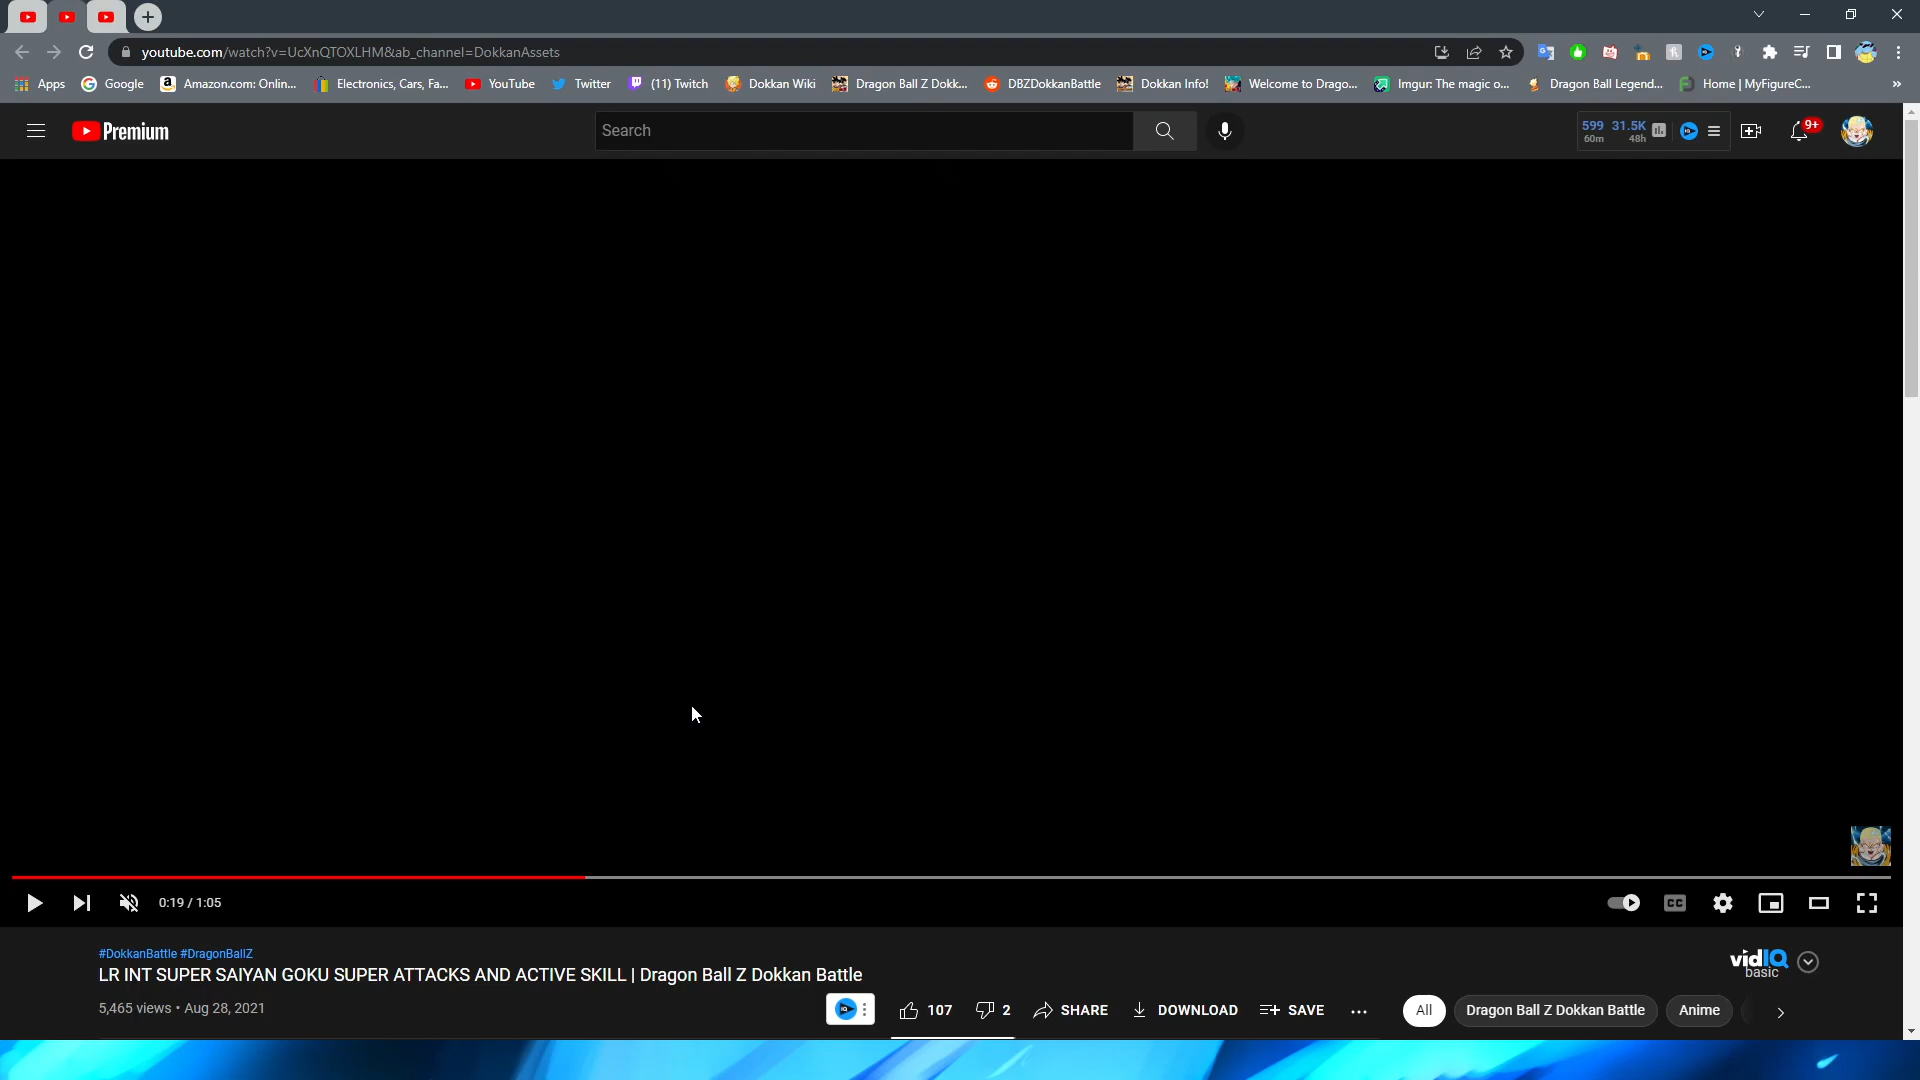 youtube.com/watch?v=UcXnQTOXLHM&ab_channel=DokkanAssets
Apps Google Amazon.com: Onlin... Electronics, Cars, Fa... YouTube Twitter (11) Twitch Dokkan Wiki Dragon Ball Z Dokk... DBZDokkanBattle Dokkan Info! Welcome to Drago... Imgur: The magic o... Dragon Ball Legend... Home | MyFigureC... »
Premium Search 599 60m 31.5K 48h 9+
0:19 / 1:05 CC
#DokkanBattle #DragonBallZ
LR INT SUPER SAIYAN GOKU SUPER ATTACKS AND ACTIVE SKILL | Dragon Ball Z Dokkan Battle
vidIQ
basic
5,465 views • Aug 28, 2021 107 2 SHARE DOWNLOAD SAVE ... All Dragon Ball Z Dokkan Battle Anime